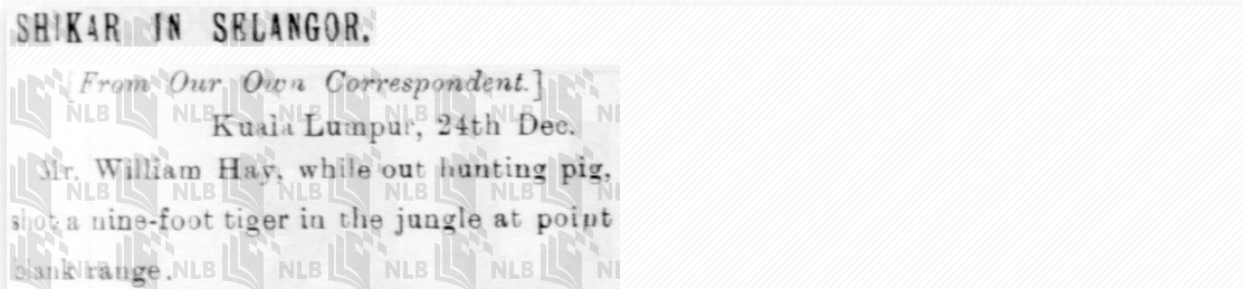 SHIKAR IN SELANGOR.
[From Our Own Correspondent.]
Kuala Lumpur, 24th Dec.
Mr. William Hay, while out hunting pig,
shot a nine-foot tiger in the jungle at point
blank range.